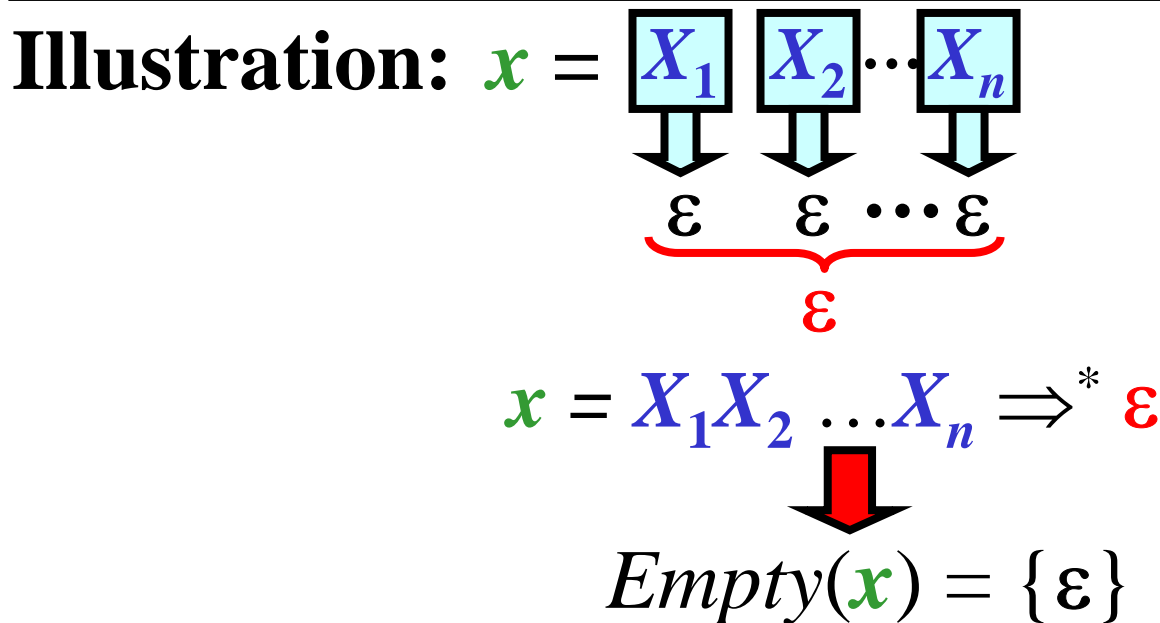 Illustration: x = X₁ X₂ ⋯ Xₙ
ε ε ⋯ ε
ε
x = X₁X₂ …Xₙ ⇒* ε
Empty(x) = {ε}